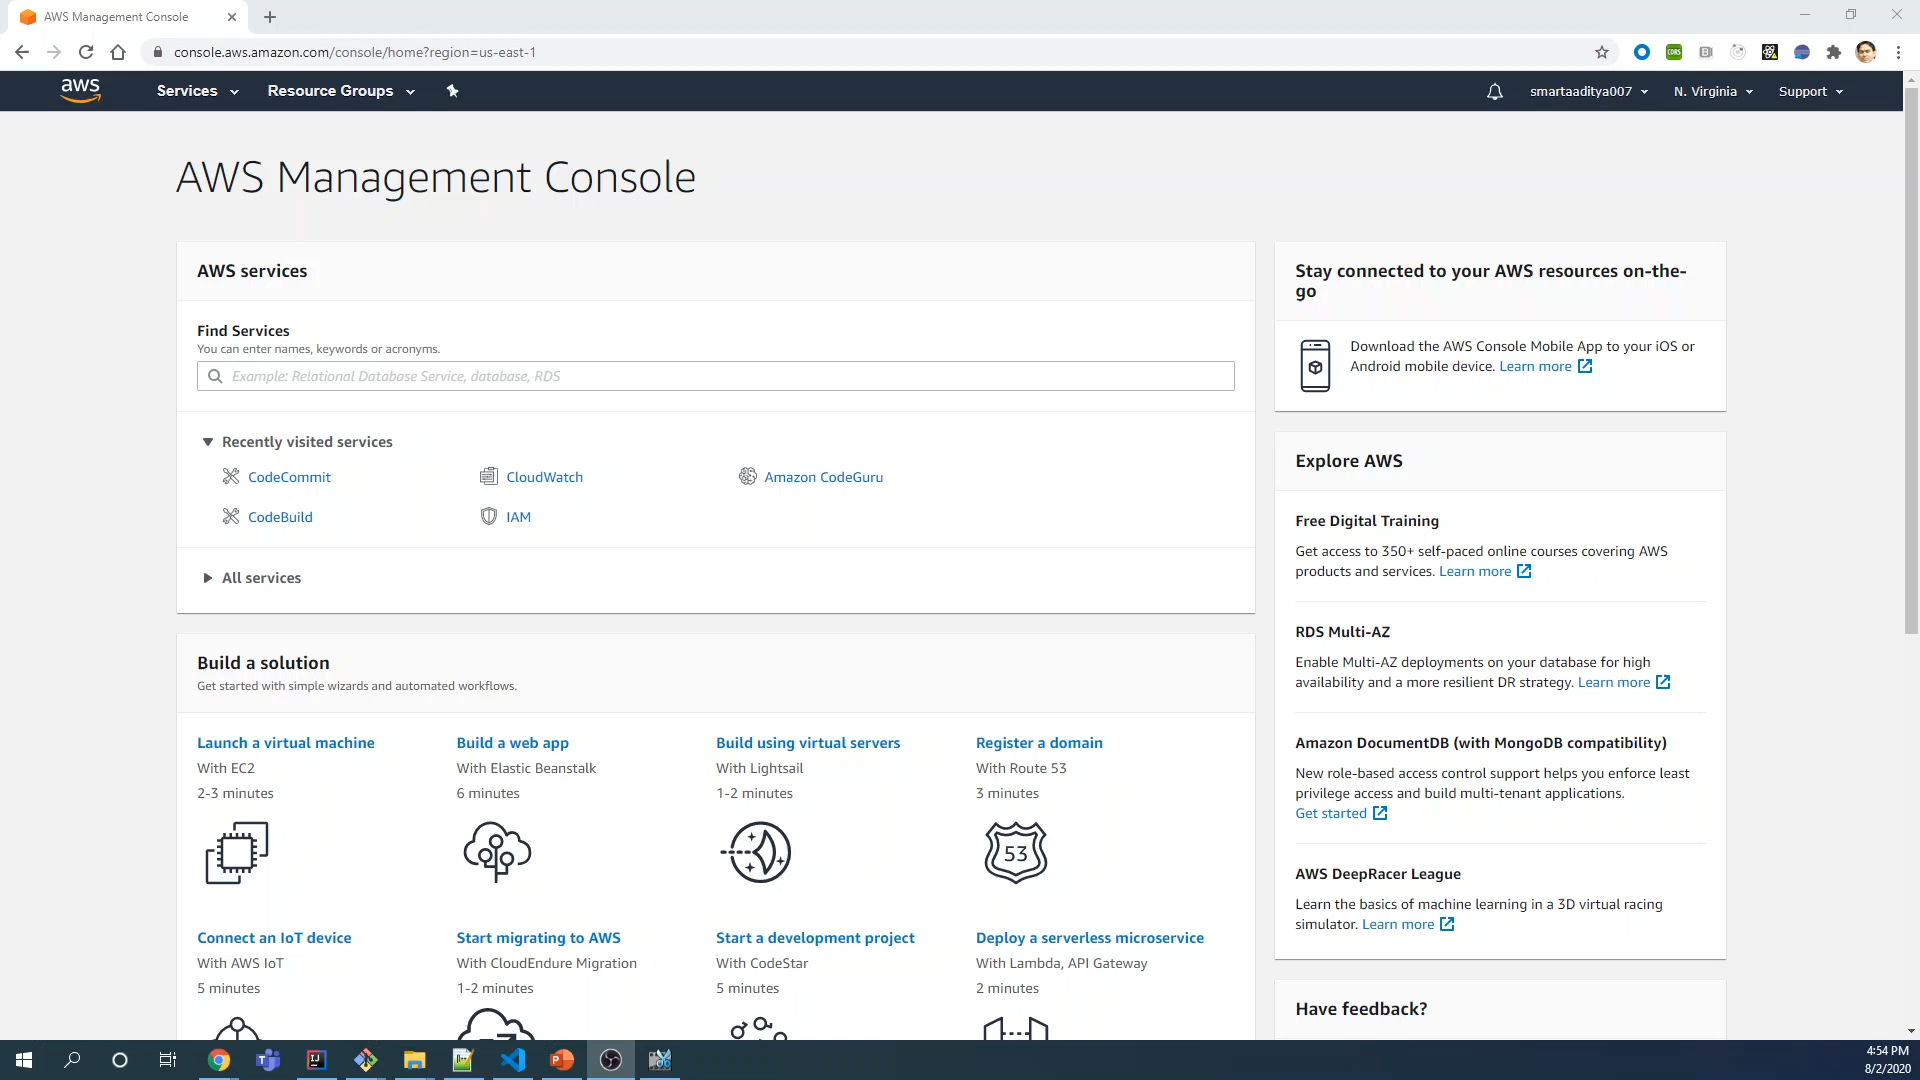 AWS Management Console
console.aws.amazon.com/console/home?region=us-east-1
aws
Services
Resource Groups
smartaaditya007
N. Virginia
Support
AWS Management Console
AWS services
Find Services
You can enter names, keywords or acronyms.
Example: Relational Database Service, database, RDS
Recently visited services
CodeCommit
CloudWatch
Amazon CodeGuru
CodeBuild
IAM
All services
Build a solution
Get started with simple wizards and automated workflows.
Launch a virtual machine
With EC2
2-3 minutes
Build a web app
With Elastic Beanstalk
6 minutes
Build using virtual servers
With Lightsail
1-2 minutes
Register a domain
With Route 53
3 minutes
53
Connect an IoT device
With AWS IoT
5 minutes
Start migrating to AWS
With CloudEndure Migration
1-2 minutes
Start a development project
With CodeStar
5 minutes
Deploy a serverless microservice
With Lambda, API Gateway
2 minutes
Stay connected to your AWS resources on-the-
go
Download the AWS Console Mobile App to your iOS or
Android mobile device. Learn more
Explore AWS
Free Digital Training
Get access to 350+ self-paced online courses covering AWS
products and services. Learn more
RDS Multi-AZ
Enable Multi-AZ deployments on your database for high
availability and a more resilient DR strategy. Learn more
Amazon DocumentDB (with MongoDB compatibility)
New role-based access control support helps you enforce least
privilege access and build multi-tenant applications.
Get started
AWS DeepRacer League
Learn the basics of machine learning in a 3D virtual racing
simulator. Learn more
Have feedback?
4:54 PM
8/2/2020